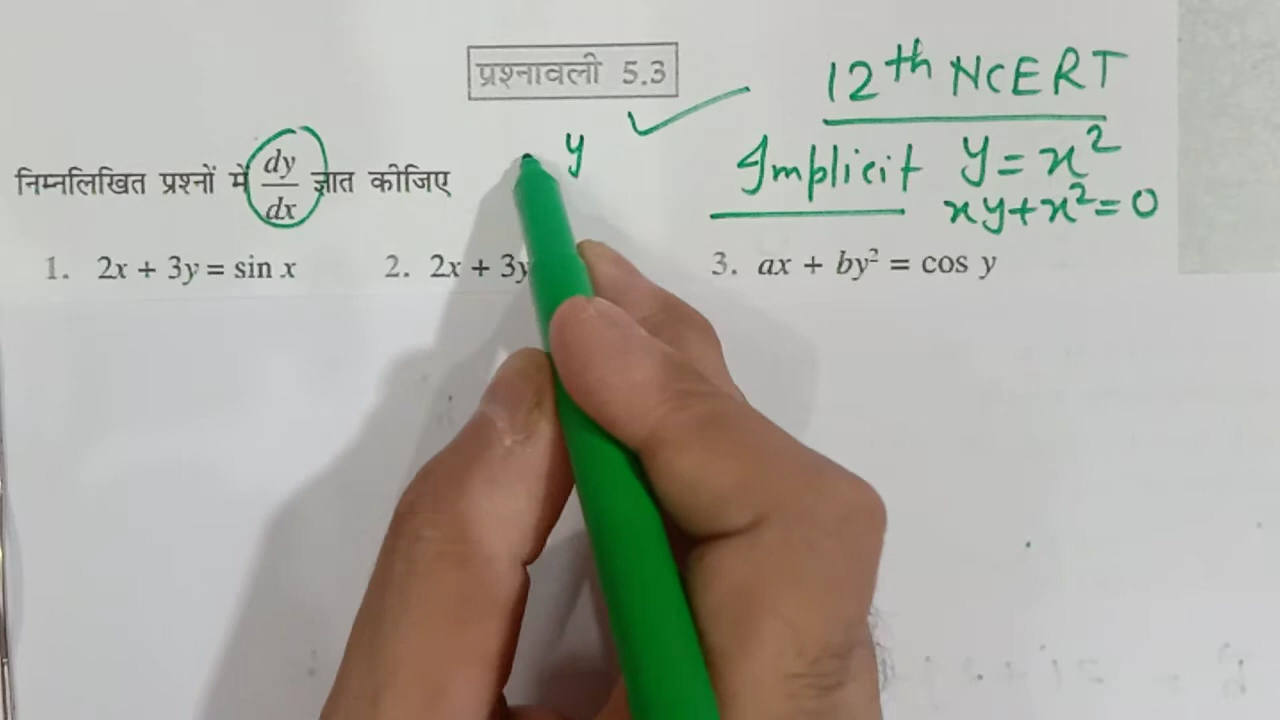 प्रश्नावली 5.3
12th NCERT
y
Implicit y = x²
xy + x² = 0
निम्नलिखित प्रश्नों में dy/dx ज्ञात कीजिए
1. 2x + 3y = sin x 2. 2x + 3y 3. ax + by² = cos y